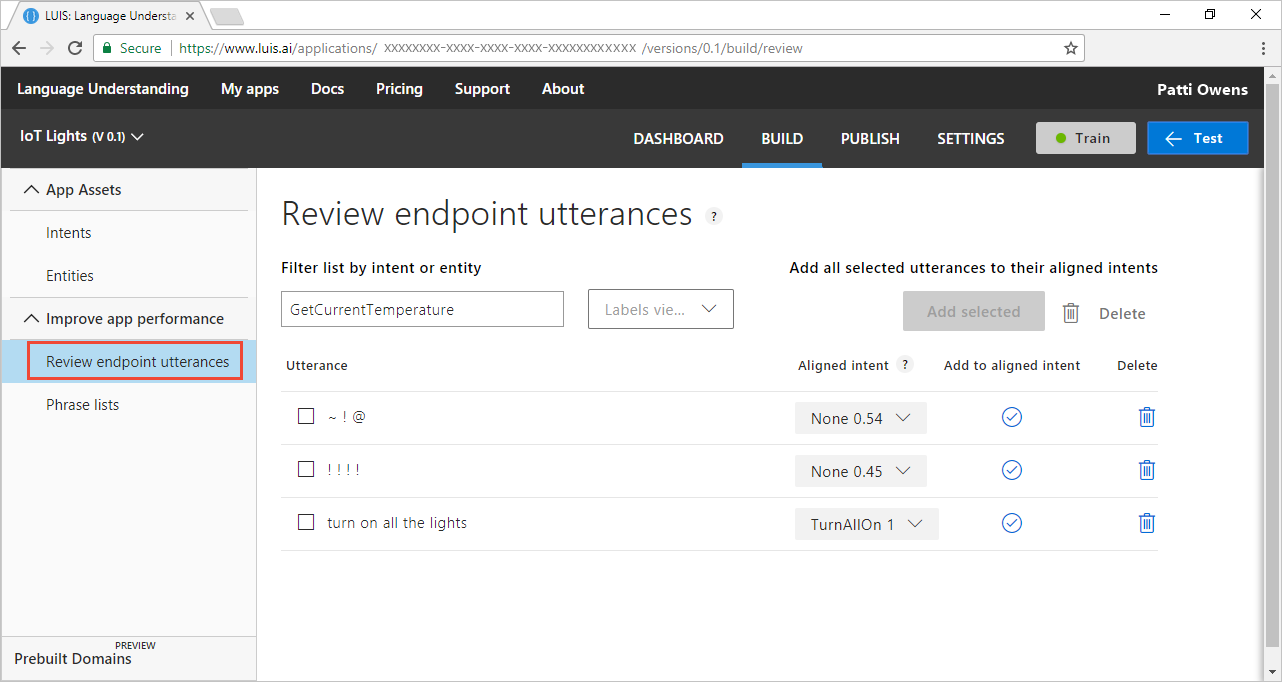 LUIS: Language Understa
Secure https://www.luis.ai/applications/ XXXXXXXX-XXXX-XXXX-XXXX-XXXXXXXXXXXX /versions/0.1/build/review
Language Understanding My apps Docs Pricing Support About Patti Owens
IoT Lights (V 0.1) DASHBOARD BUILD PUBLISH SETTINGS Train Test
App Assets
Intents
Entities
Improve app performance
Review endpoint utterances
Phrase lists
PREVIEW
Prebuilt Domains
Review endpoint utterances ?
Filter list by intent or entity Add all selected utterances to their aligned intents
GetCurrentTemperature Labels vie... Add selected Delete
Utterance Aligned intent ? Add to aligned intent Delete
~ ! @ None 0.54
! ! ! ! None 0.45
turn on all the lights TurnAllOn 1